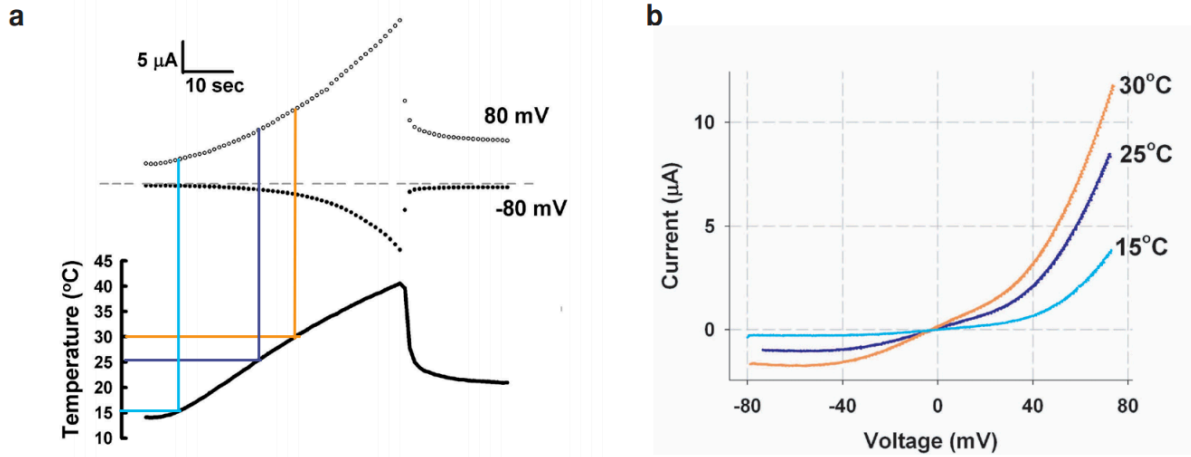 a
5 μA
10 sec
80 mV
-80 mV
Temperature (°C)
45
40
35
30
25
20
15
10
b
Current (μA)
10
5
0
30°C
25°C
15°C
-80
-40
0
40
80
Voltage (mV)